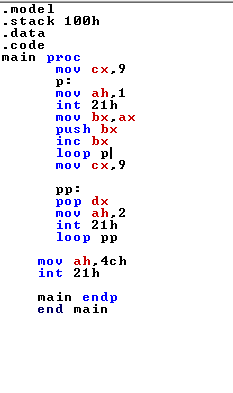 .model
.stack 100h
.data
.code
main proc
mov cx,9
p:
mov ah,1
int 21h
mov bx,ax
push bx
inc bx
loop p
mov cx,9
pp:
pop dx
mov ah,2
int 21h
loop pp
mov ah,4ch
int 21h
main endp
end main